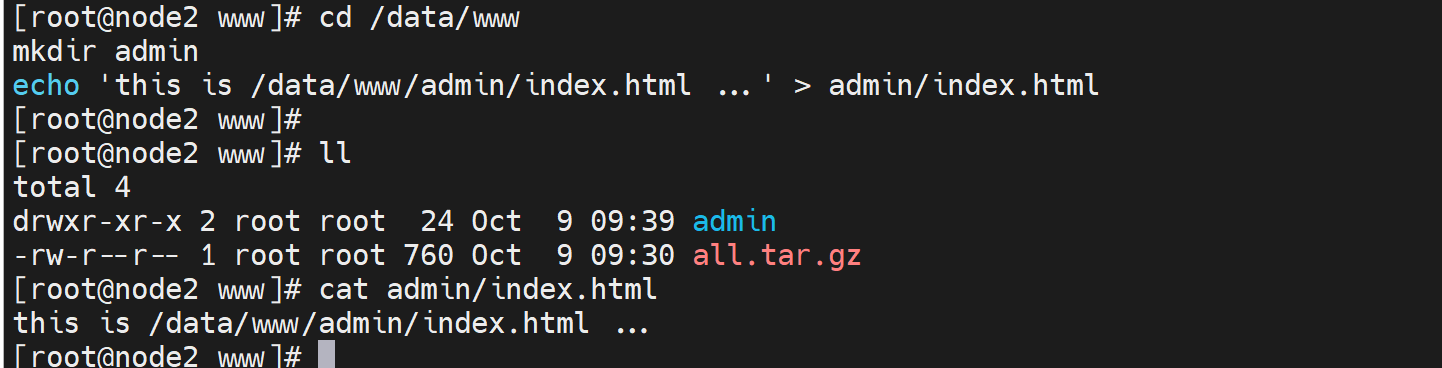 [root@node2 www]# cd /data/www
mkdir admin
echo 'this is /data/www/admin/index.html ...' > admin/index.html
[root@node2 www]#
[root@node2 www]# ll
total 4
drwxr-xr-x 2 root root  24 Oct  9 09:39 admin
-rw-r--r-- 1 root root 760 Oct  9 09:30 all.tar.gz
[root@node2 www]# cat admin/index.html
this is /data/www/admin/index.html ...
[root@node2 www]#